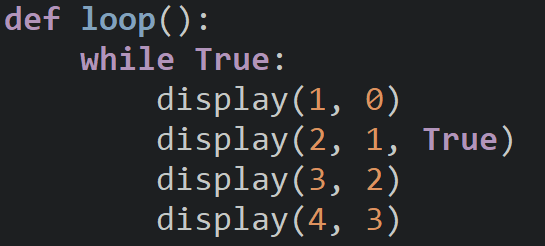 def loop():
    while True:
        display(1, 0)
        display(2, 1, True)
        display(3, 2)
        display(4, 3)